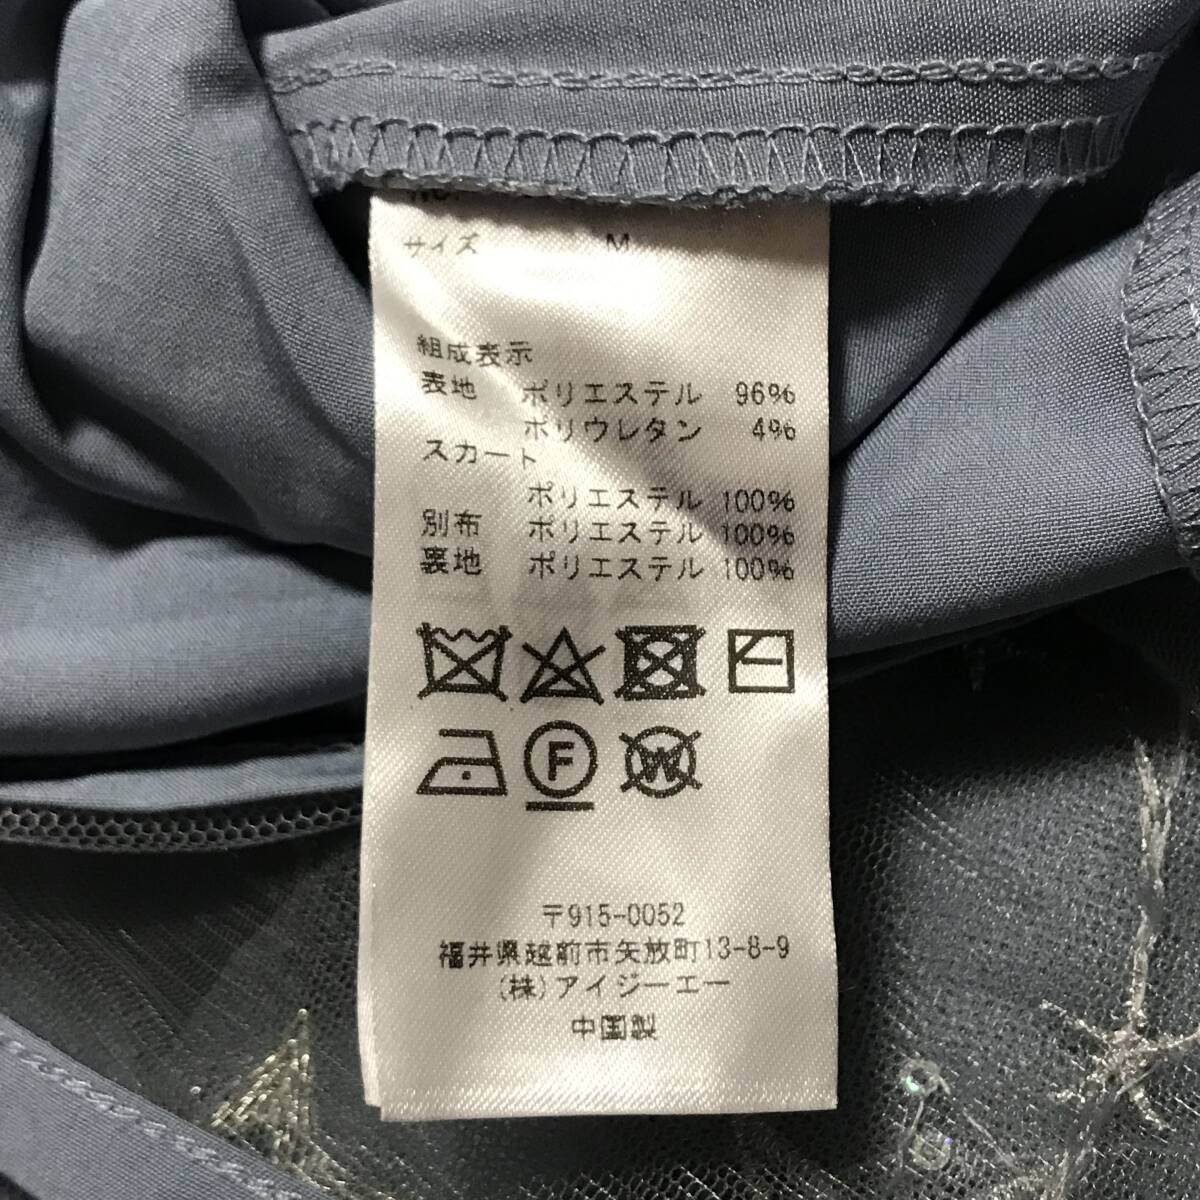 サイズ M
組成表示
表地 ポリエステル 96%
ポリウレタン 4%
スカート
ポリエステル 100%
別布 ポリエステル 100%
裏地 ポリエステル 100%
F
W
〒915-0052
福井県越前市矢放町13-8-9
(株)アイジーエー
中国製